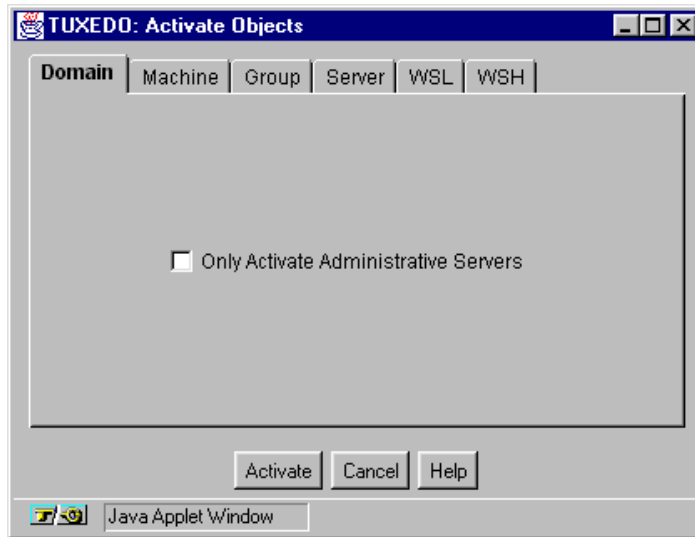 TUXEDO: Activate Objects
Domain Machine Group Server WSL WSH
Only Activate Administrative Servers
Activate Cancel Help
Java Applet Window